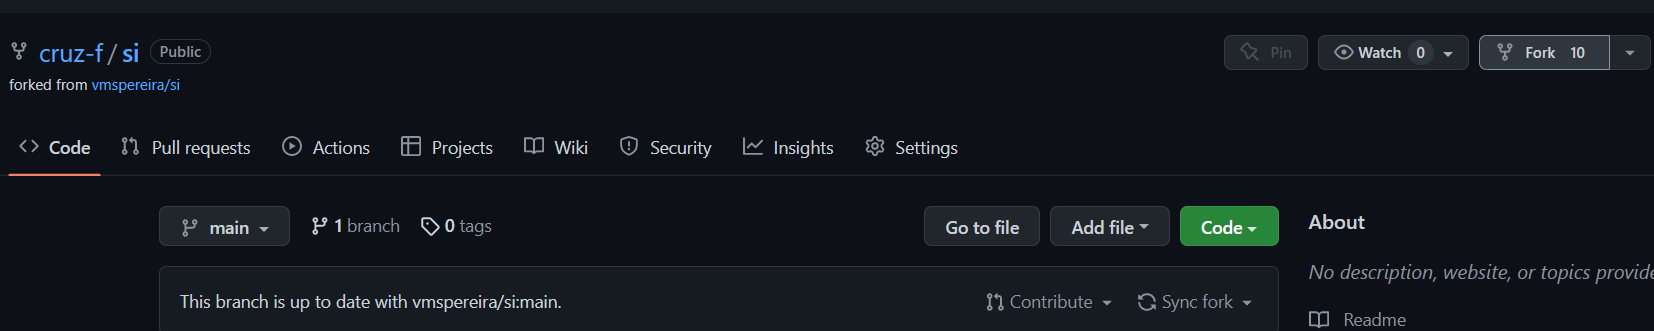 cruz-f / si Public
Pin Watch 0 Fork 10
forked from vmspereira/si
Code Pull requests Actions Projects Wiki Security Insights Settings
main 1 branch 0 tags Go to file Add file Code
About
This branch is up to date with vmspereira/si:main. Contribute Sync fork
No description, website, or topics
Readme